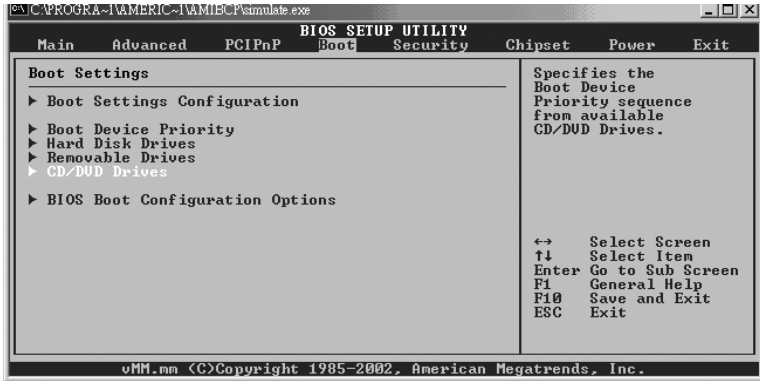 C:\PROGRA~1\AMERIC~1\AMIBCP\simulate.exe
BIOS SETUP UTILITY
Main Advanced PCIPnP Boot Security Chipset Power Exit
Boot Settings
Boot Settings Configuration
Boot Device Priority
Hard Disk Drives
Removable Drives
CD/DVD Drives
BIOS Boot Configuration Options
Specifies the
Boot Device
Priority sequence
from available
CD/DVD Drives.
↔ Select Screen
↑↓ Select Item
Enter Go to Sub Screen
F1 General Help
F10 Save and Exit
ESC Exit
vMM.mm (C)Copyright 1985-2002, American Megatrends, Inc.